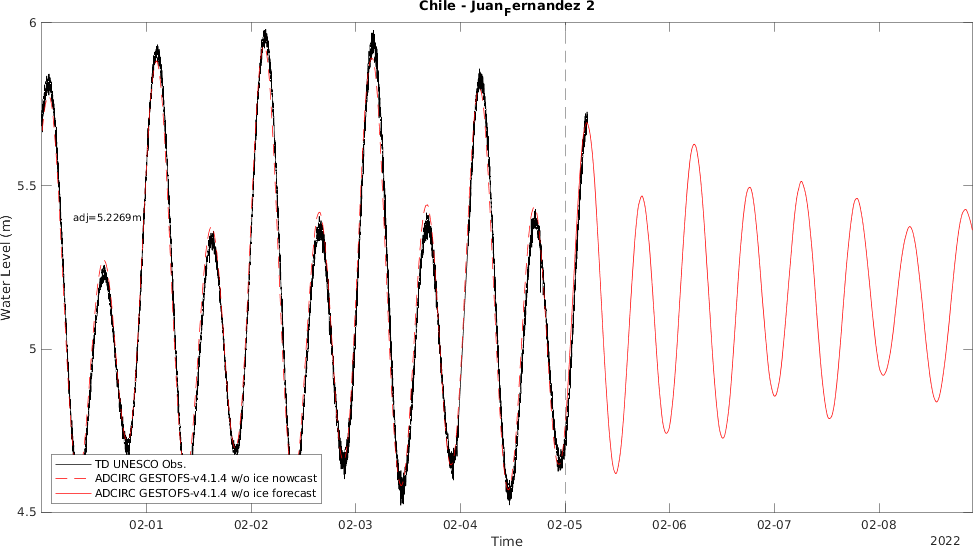 Chile - Juan_Fernandez 2
6
5.5
5
4.5
Water Level (m)
adj=5.2269m
TD UNESCO Obs.
ADCIRC GESTOFS-v4.1.4 w/o ice nowcast
ADCIRC GESTOFS-v4.1.4 w/o ice forecast
02-01 02-02 02-03 02-04 02-05 02-06 02-07 02-08
Time
2022